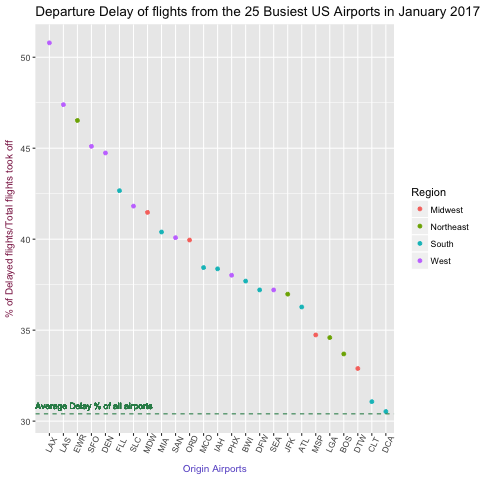 Departure Delay of flights from the 25 Busiest US Airports in January 2017
% of Delayed flights/Total flights took off
50
45
40
35
30
Average Delay % of all airports
LAX LAS EWR SFO DEN FLL SLC MDW MIA SAN ORD MCO IAH PHX BWI DFW SEA JFK ATL MSP LGA BOS DTW CLT DCA
Origin Airports
Region
Midwest
Northeast
South
West